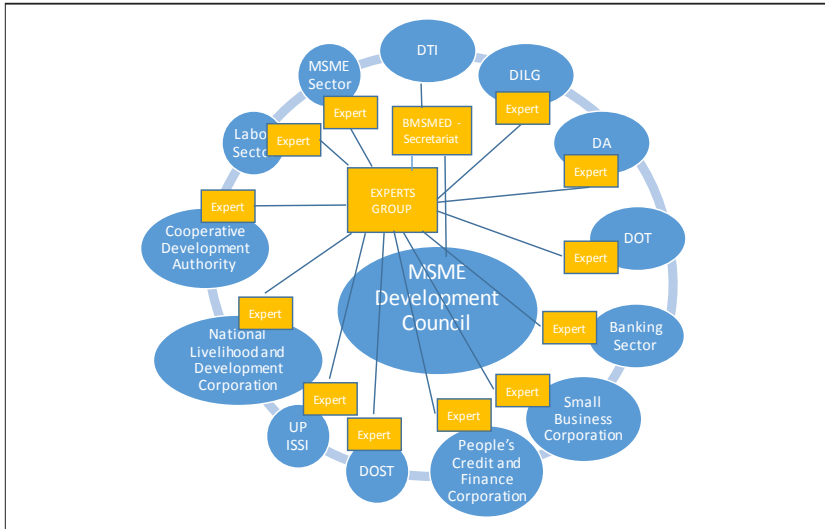 DTI
MSME
Sector
DILG
Expert
BMSMED -
Secretariat
Expert
Labo
Secto
Expert
DA
Expert
EXPERTS
GROUP
Expert
Cooperative
Development
Authority
DOT
Expert
MSME
Development
Council
Expert
National
Livelihood and
Development
Corporation
Expert
Banking
Sector
Expert
Small
Business
Corporation
Expert
UP
ISSI
Expert
DOST
Expert
People's
Credit and
Finance
Corporation